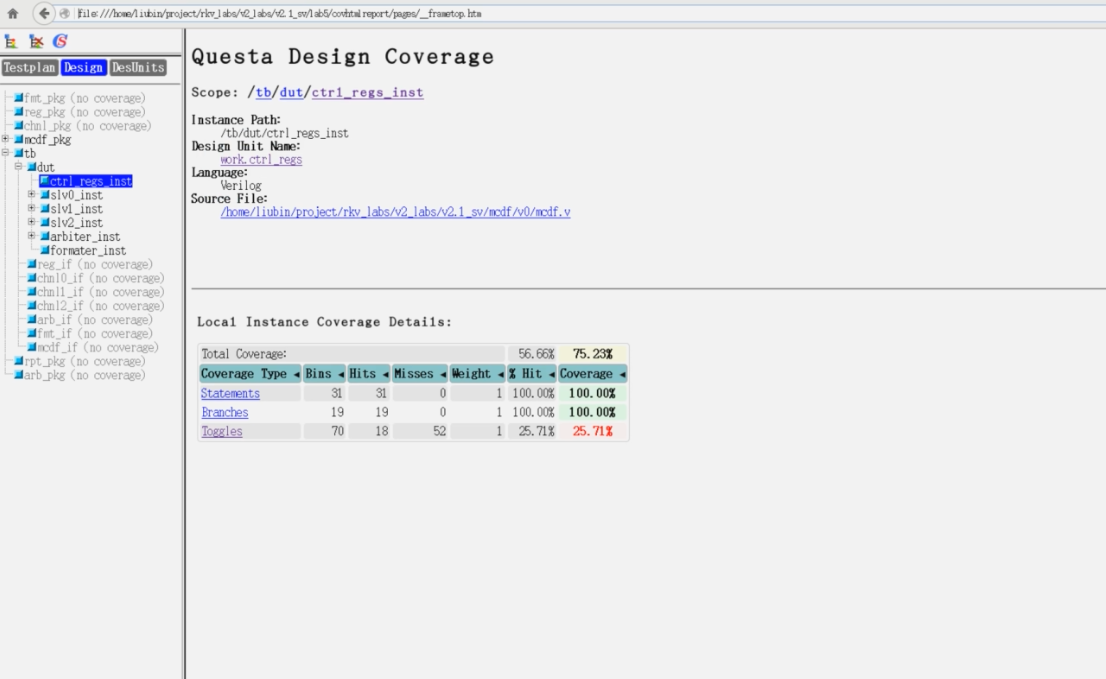 file:///home/liubin/project/rkv_labs/v2_labs/v2.1_sv/lab5/covhtmlreport/pages/__frametop.htm
Testplan Design DesUnits
fmt_pkg (no coverage)
reg_pkg (no coverage)
chnl_pkg (no coverage)
mcdf_pkg
tb
dut
ctrl_regs_inst
slv0_inst
slv1_inst
slv2_inst
arbiter_inst
formater_inst
reg_if (no coverage)
chnl0_if (no coverage)
chnl1_if (no coverage)
chnl2_if (no coverage)
arb_if (no coverage)
fmt_if (no coverage)
mcdf_if (no coverage)
rpt_pkg (no coverage)
arb_pkg (no coverage)
Questa Design Coverage
Scope: /tb/dut/ctrl_regs_inst
Instance Path:
/tb/dut/ctrl_regs_inst
Design Unit Name:
work.ctrl_regs
Language:
Verilog
Source File:
/home/liubin/project/rkv_labs/v2_labs/v2.1_sv/mcdf/v0/mcdf.v
Local Instance Coverage Details:
Total Coverage: 56.66% 75.23%
Coverage Type ◄ Bins ◄ Hits ◄ Misses ◄ Weight ◄ % Hit ◄ Coverage ◄
Statements 31 31 0 1 100.00% 100.00%
Branches 19 19 0 1 100.00% 100.00%
Toggles 70 18 52 1 25.71% 25.71%